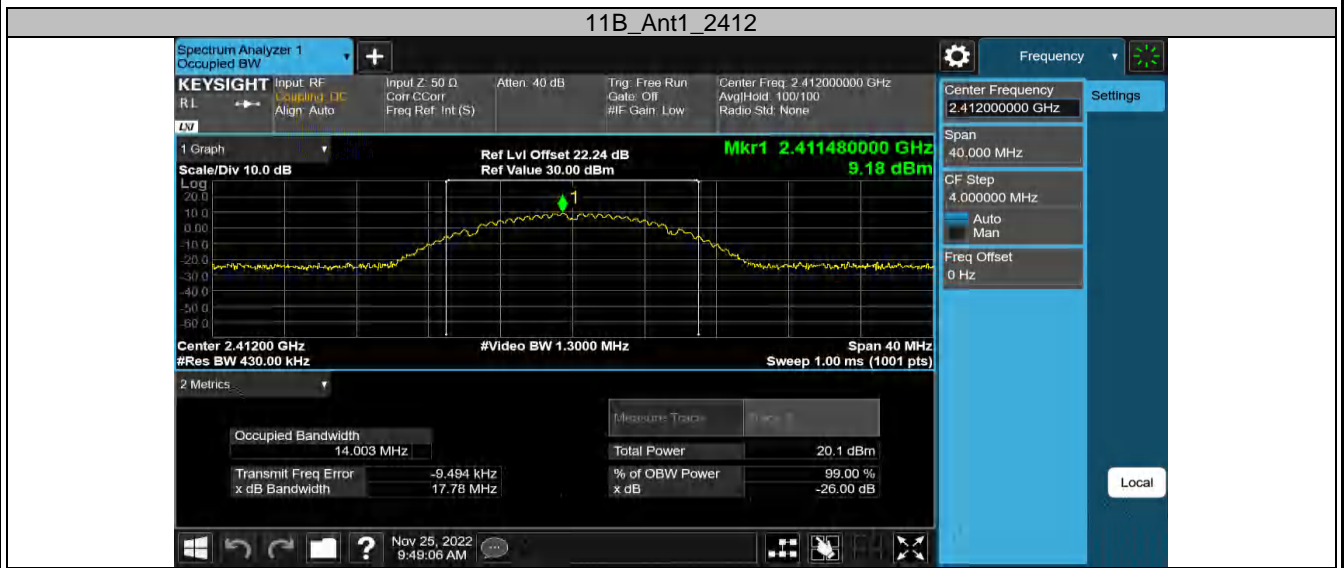 11B_Ant1_2412
Spectrum Analyzer 1
Occupied BW
+
Frequency
KEYSIGHT
RL
LXI
Input: RF
Coupling: DC
Align: Auto
Input Z: 50 Ω
Corr CCorr
Freq Ref: Int (S)
Atten: 40 dB
Trig: Free Run
Gate: Off
#IF Gain: Low
Center Freq: 2.412000000 GHz
Avg|Hold: 100/100
Radio Std: None
Center Frequency
2.412000000 GHz
Settings
Span
40.000 MHz
CF Step
4.000000 MHz
Auto
Man
Freq Offset
0 Hz
1 Graph
Scale/Div 10.0 dB
Ref Lvl Offset 22.24 dB
Ref Value 30.00 dBm
Mkr1 2.411480000 GHz
9.18 dBm
Log
20.0
10.0
0.00
-10.0
-20.0
-30.0
-40.0
-50.0
-60.0
1
Center 2.41200 GHz
#Res BW 430.00 kHz
#Video BW 1.3000 MHz
Span 40 MHz
Sweep 1.00 ms (1001 pts)
2 Metrics
Measure Trace
Occupied Bandwidth
14.003 MHz
Total Power 20.1 dBm
Transmit Freq Error -9.494 kHz
% of OBW Power 99.00 %
x dB Bandwidth 17.78 MHz
x dB -26.00 dB
Local
?
Nov 25, 2022
9:49:06 AM